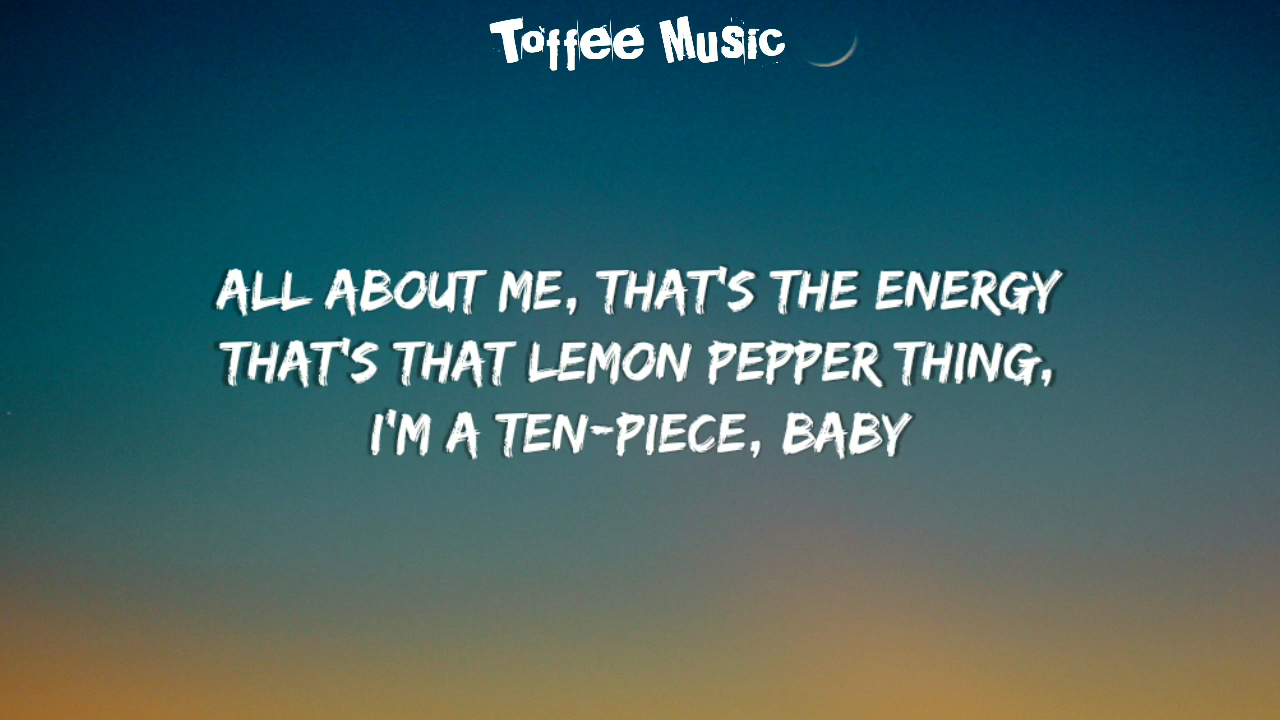 Toffee Music
ALL ABOUT ME, THAT'S THE ENERGY
THAT'S THAT LEMON PEPPER THING,
I'M A TEN-PIECE, BABY